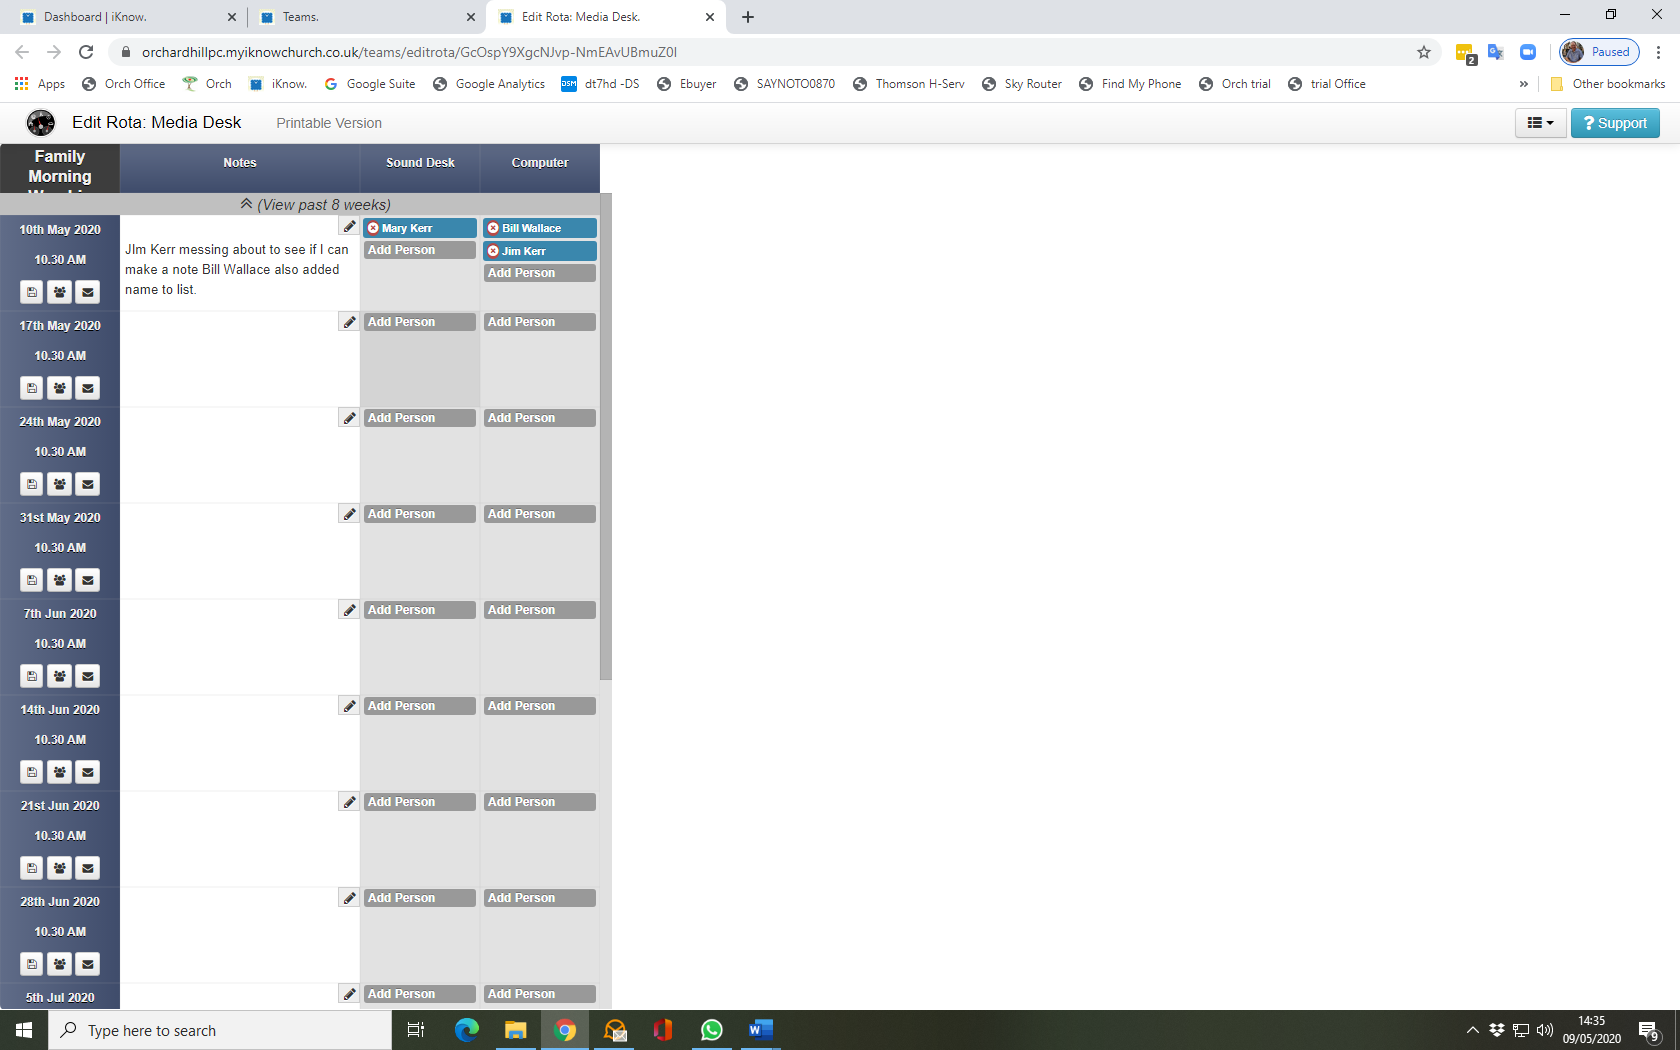 Dashboard | iKnow.
Teams.
Edit Rota: Media Desk.
orchardhillpc.myiknowchurch.co.uk/teams/editrota/GcOspY9XgcNJvp-NmEAvUBmuZ0I
2
Paused
Apps Orch Office Orch iKnow. Google Suite Google Analytics DSM dt7hd -DS Ebuyer SAYNOTO0870 Thomson H-Serv Sky Router Find My Phone Orch trial trial Office » Other bookmarks
Edit Rota: Media Desk Printable Version
? Support
Family
Morning
Notes Sound Desk Computer
(View past 8 weeks)
10th May 2020
10.30 AM
JIm Kerr messing about to see if I can
make a note Bill Wallace also added
name to list.
Mary Kerr
Add Person
Bill Wallace
Jim Kerr
Add Person
17th May 2020
10.30 AM
Add Person Add Person
24th May 2020
10.30 AM
Add Person Add Person
31st May 2020
10.30 AM
Add Person Add Person
7th Jun 2020
10.30 AM
Add Person Add Person
14th Jun 2020
10.30 AM
Add Person Add Person
21st Jun 2020
10.30 AM
Add Person Add Person
28th Jun 2020
10.30 AM
Add Person Add Person
5th Jul 2020
Add Person Add Person
Type here to search
14:35
09/05/2020
9